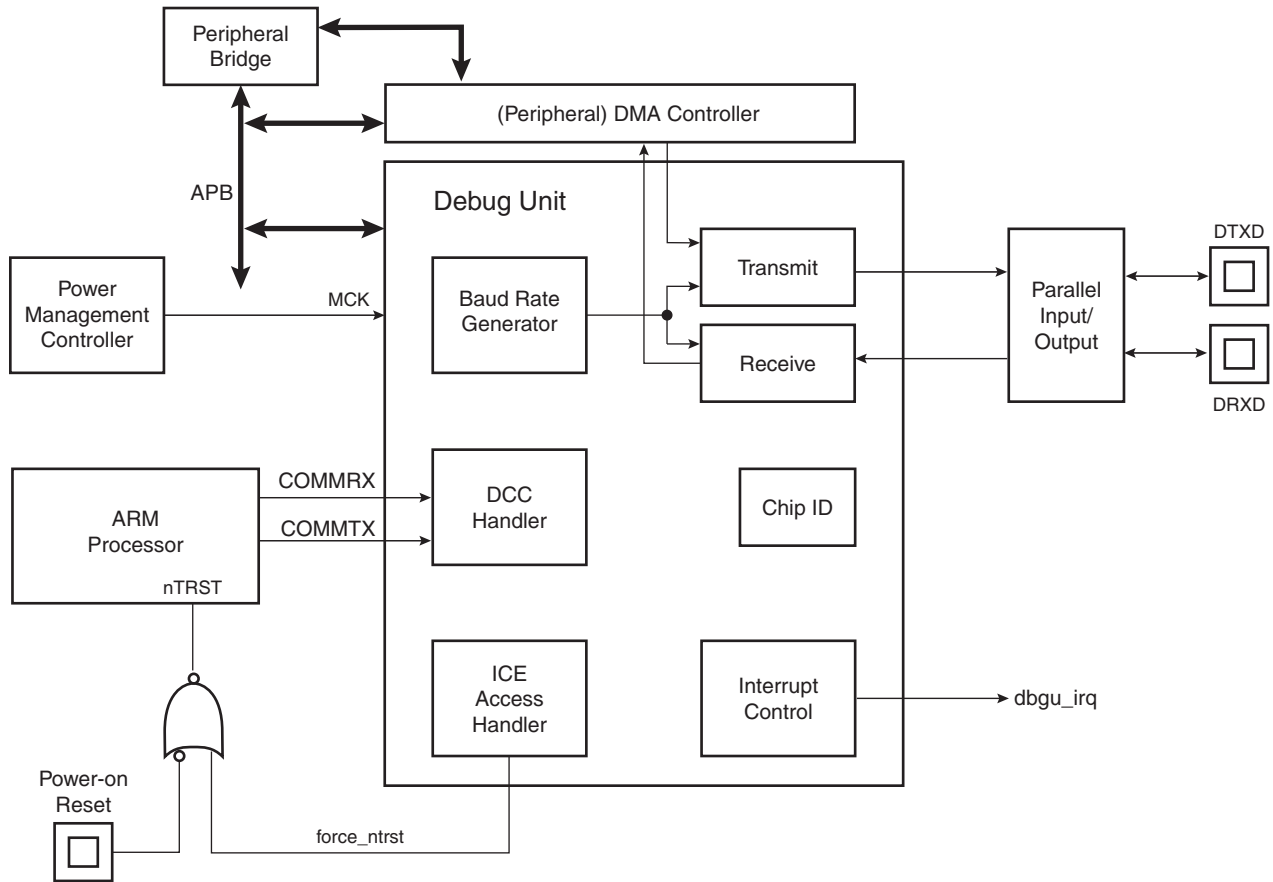 Peripheral
Bridge
(Peripheral) DMA Controller
APB
Debug Unit
Power
Management
Controller
MCK
Baud Rate
Generator
Transmit
Receive
Parallel
Input/
Output
DTXD
DRXD
ARM
Processor
nTRST
COMMRX
COMMTX
DCC
Handler
Chip ID
ICE
Access
Handler
Interrupt
Control
dbgu_irq
Power-on
Reset
force_ntrst